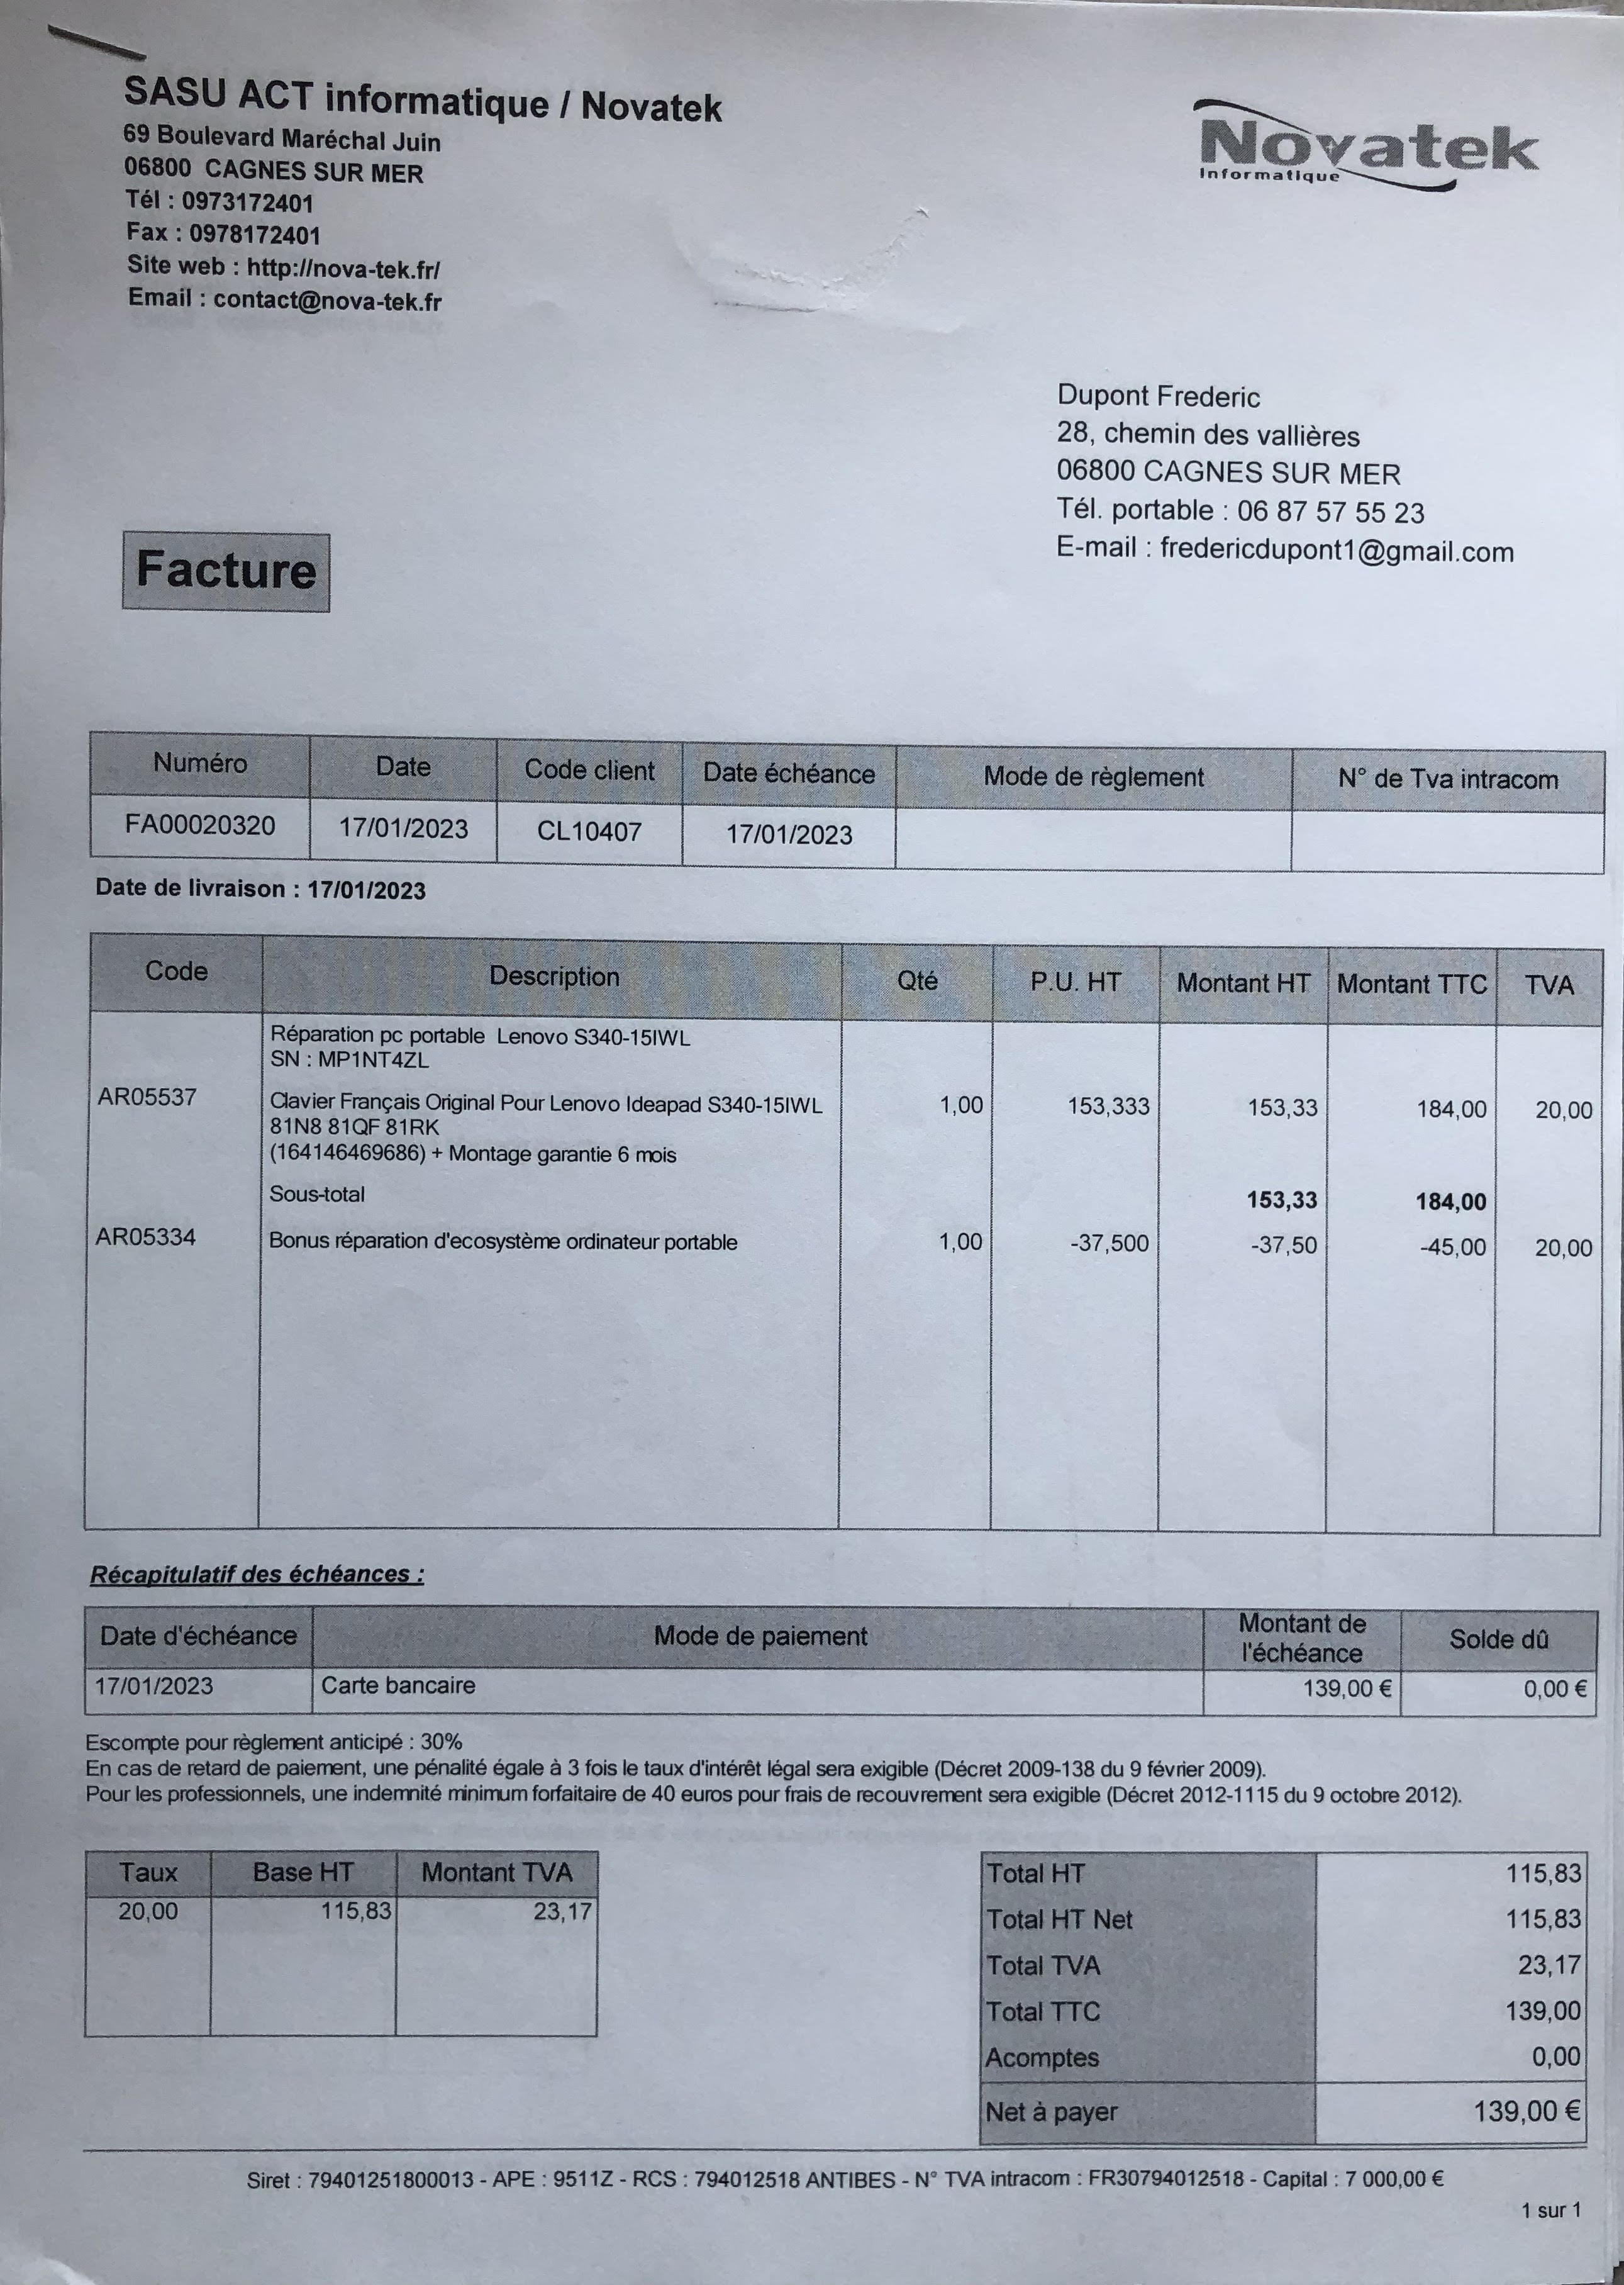 SASU ACT informatique / Novatek
69 Boulevard Maréchal Juin
06800 CAGNES SUR MER
Tél : 0973172401
Fax : 0978172401
Site web : http://nova-tek.fr/
Email : contact@nova-tek.fr
Novatek
Informatique
Dupont Frederic
28, chemin des vallières
06800 CAGNES SUR MER
Tél. portable : 06 87 57 55 23
E-mail : fredericdupont1@gmail.com
Facture
Numéro Date Code client Date échéance Mode de règlement N° de Tva intracom
FA00020320 17/01/2023 CL10407 17/01/2023
Date de livraison : 17/01/2023
Code Description Qté P.U. HT Montant HT Montant TTC TVA
Réparation pc portable Lenovo S340-15IWL
SN : MP1NT4ZL
AR05537 Clavier Français Original Pour Lenovo Ideapad S340-15IWL 1,00 153,333 153,33 184,00 20,00
81N8 81QF 81RK
(164146469686) + Montage garantie 6 mois
Sous-total 153,33 184,00
AR05334 Bonus réparation d'ecosystème ordinateur portable 1,00 -37,500 -37,50 -45,00 20,00
Récapitulatif des échéances :
Date d'échéance Mode de paiement Montant de l'échéance Solde dû
17/01/2023 Carte bancaire 139,00 € 0,00 €
Escompte pour règlement anticipé : 30%
En cas de retard de paiement, une pénalité égale à 3 fois le taux d'intérêt légal sera exigible (Décret 2009-138 du 9 février 2009).
Pour les professionnels, une indemnité minimum forfaitaire de 40 euros pour frais de recouvrement sera exigible (Décret 2012-1115 du 9 octobre 2012).
Taux Base HT Montant TVA
20,00 115,83 23,17
Total HT 115,83
Total HT Net 115,83
Total TVA 23,17
Total TTC 139,00
Acomptes 0,00
Net à payer 139,00 €
Siret : 79401251800013 - APE : 9511Z - RCS : 794012518 ANTIBES - N° TVA intracom : FR30794012518 - Capital : 7 000,00 €
1 sur 1